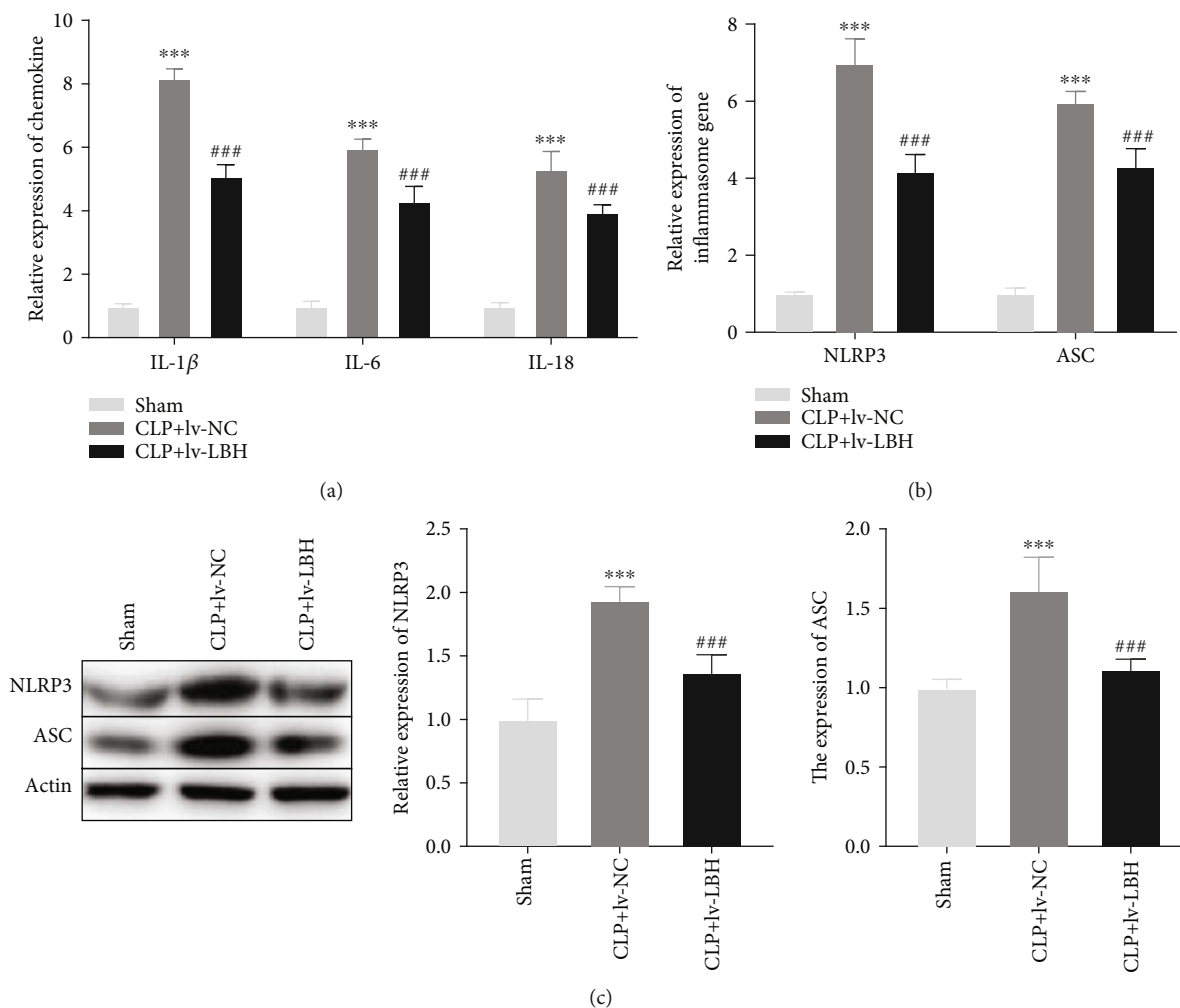 Relative expression of chemokine
10
8
6
4
2
0
***
###
***
###
***
###
IL-1β
IL-6
IL-18
Sham
CLP+lv-NC
CLP+lv-LBH
(a)
Relative expression of
inflammasome gene
8
6
4
2
0
***
###
***
###
NLRP3
ASC
Sham
CLP+lv-NC
CLP+lv-LBH
(b)
Sham
CLP+lv-NC
CLP+lv-LBH
NLRP3
ASC
Actin
Relative expression of NLRP3
2.5
2.0
1.5
1.0
0.5
0.0
***
###
Sham
CLP+lv-NC
CLP+lv-LBH
The expression of ASC
2.0
1.5
1.0
0.5
0.0
***
###
Sham
CLP+lv-NC
CLP+lv-LBH
(c)